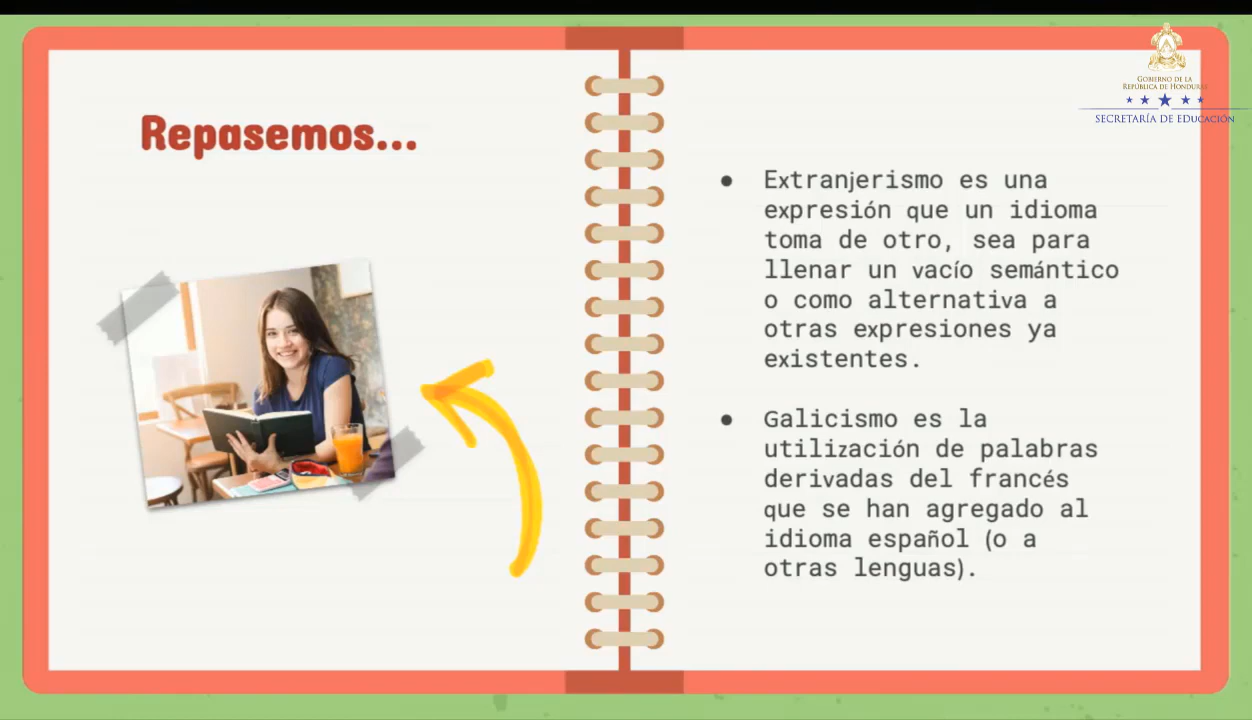 Repasemos...
GOBIERNO DE LA
REPÚBLICA DE HONDURAS
SECRETARÍA DE EDUCACIÓN
● Extranjerismo es una
expresión que un idioma
toma de otro, sea para
llenar un vacío semántico
o como alternativa a
otras expresiones ya
existentes.
● Galicismo es la
utilización de palabras
derivadas del francés
que se han agregado al
idioma español (o a
otras lenguas).